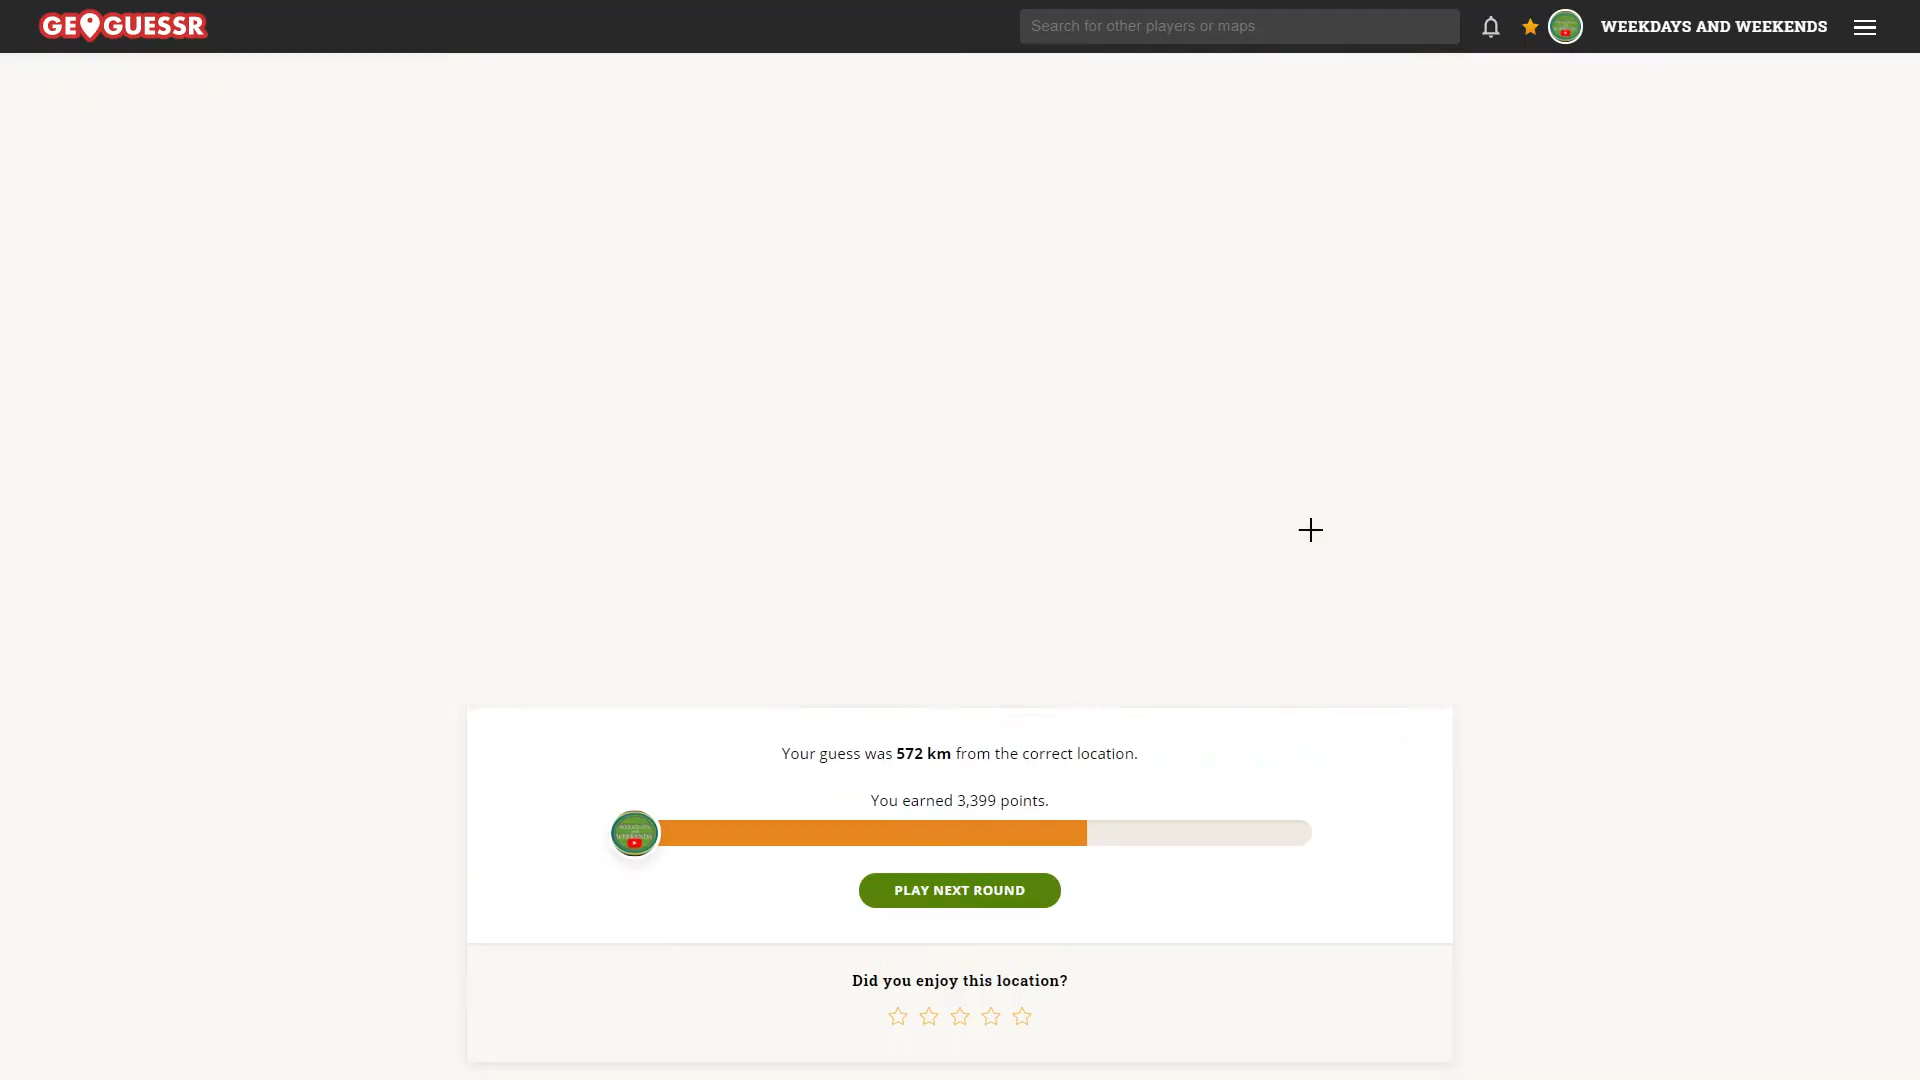 GEOGUESSR
Search for other players or maps
WEEKDAYS AND WEEKENDS
Your guess was 572 km from the correct location.
You earned 3,399 points.
PLAY NEXT ROUND
Did you enjoy this location?